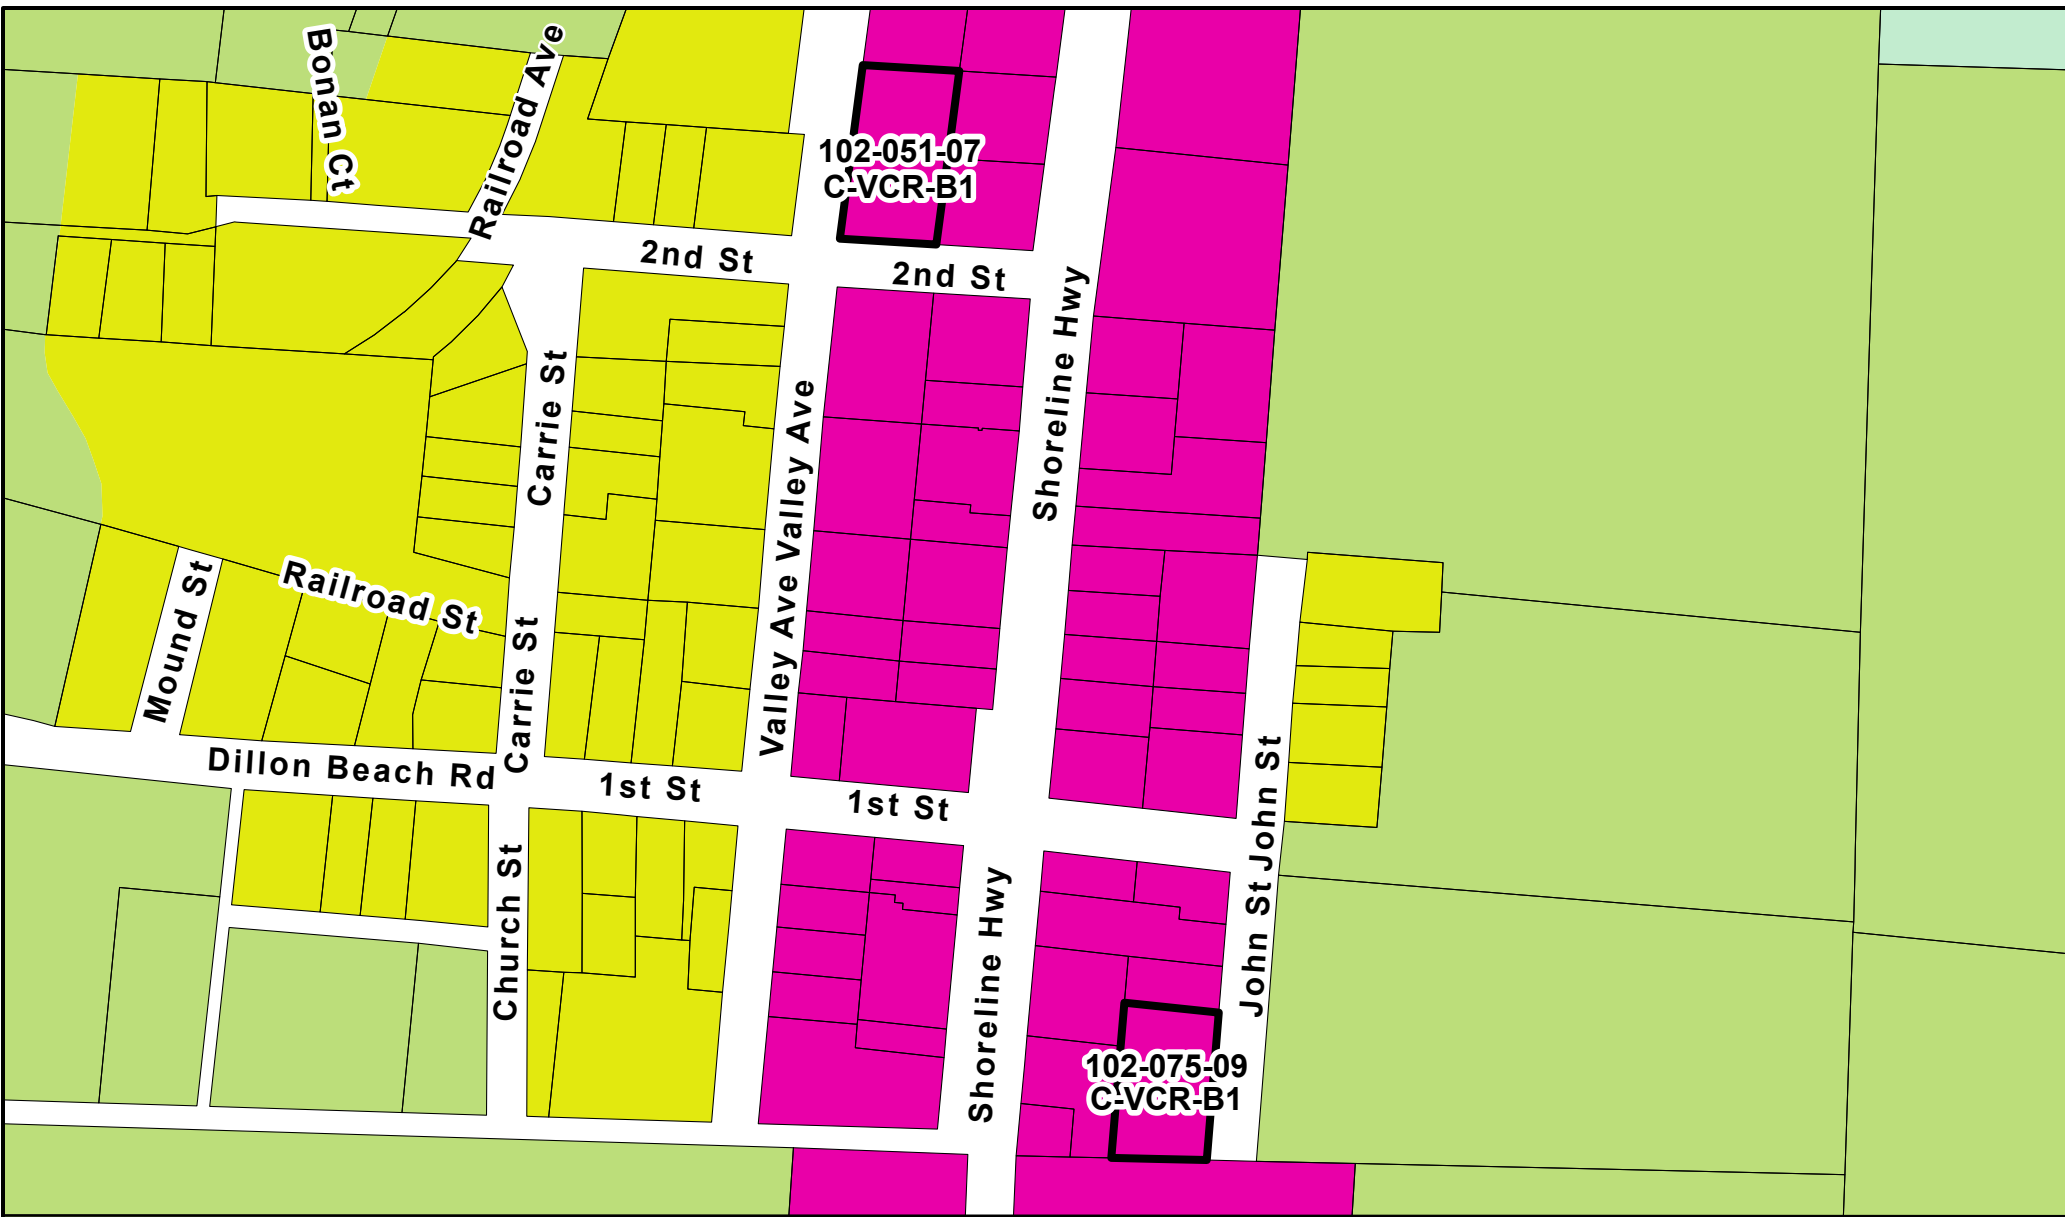 Bonan Ct
Railroad Ave
102-051-07
C-VCR-B1
2nd St
2nd St
Shoreline Hwy
Carrie St
Valley Ave
Valley Ave
Railroad St
Mound St
Carrie St
Dillon Beach Rd
1st St
1st St
John St
John St
Church St
Shoreline Hwy
102-075-09
C-VCR-B1